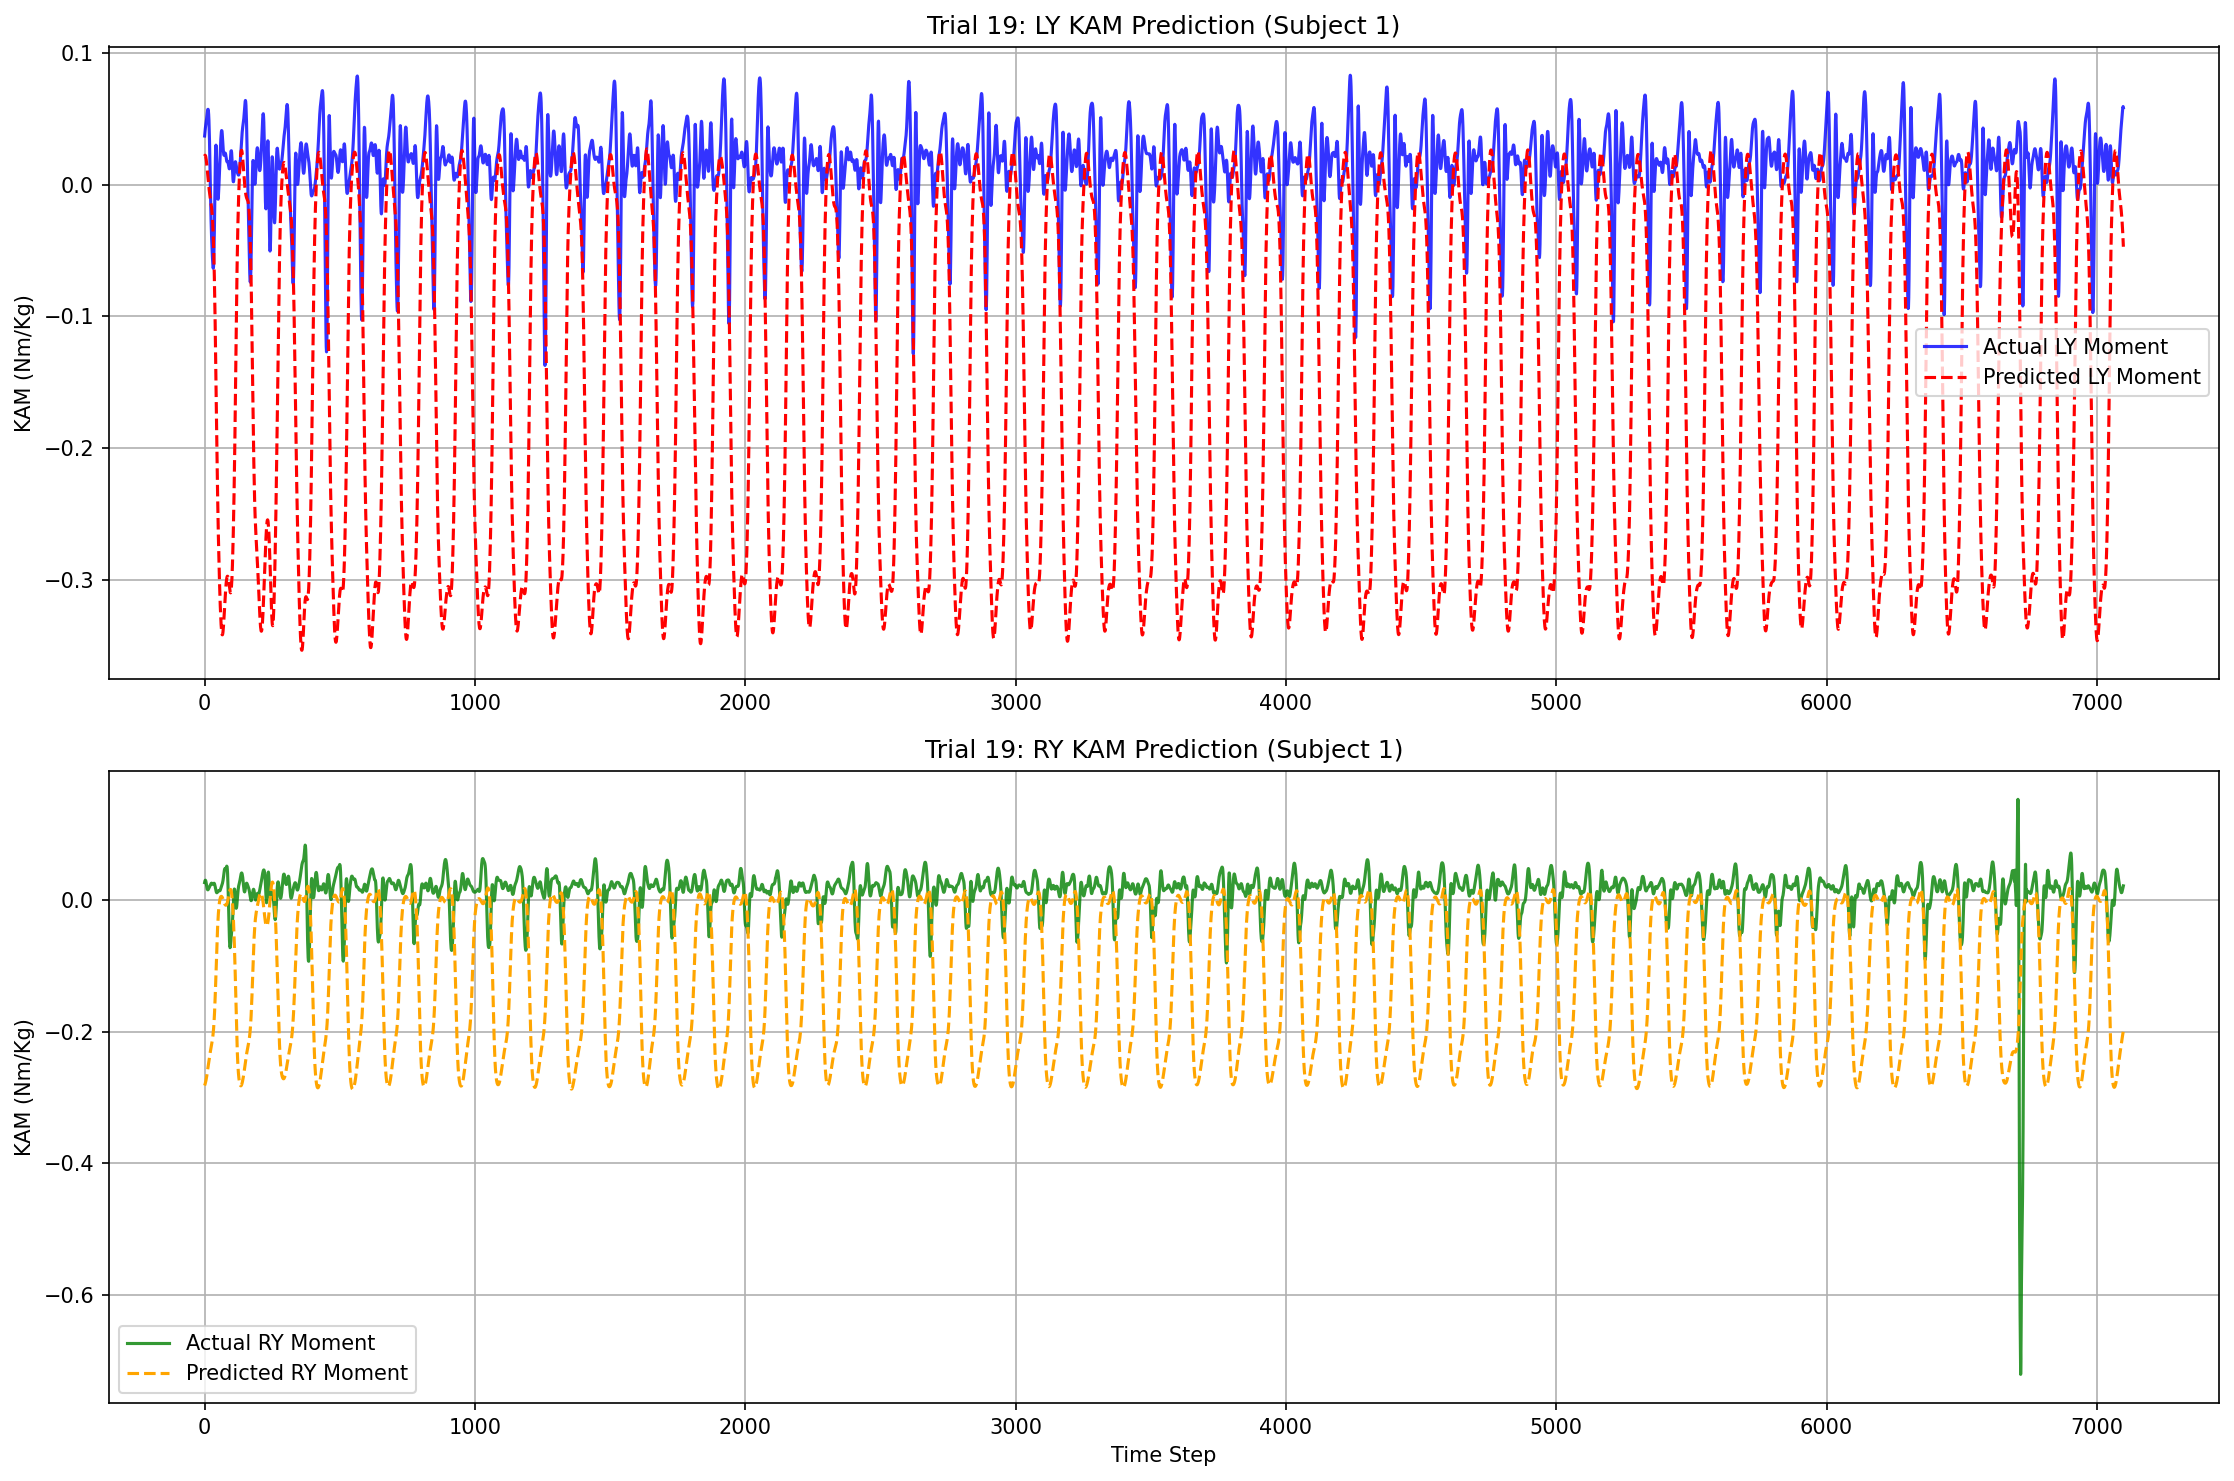 Trial 19: LY KAM Prediction (Subject 1)
0.1
0.0
−0.1
−0.2
−0.3
KAM (Nm/Kg)
Actual LY Moment
Predicted LY Moment
0 1000 2000 3000 4000 5000 6000 7000
Trial 19: RY KAM Prediction (Subject 1)
0.0
−0.2
−0.4
−0.6
KAM (Nm/Kg)
Actual RY Moment
Predicted RY Moment
0 1000 2000 3000 4000 5000 6000 7000
Time Step